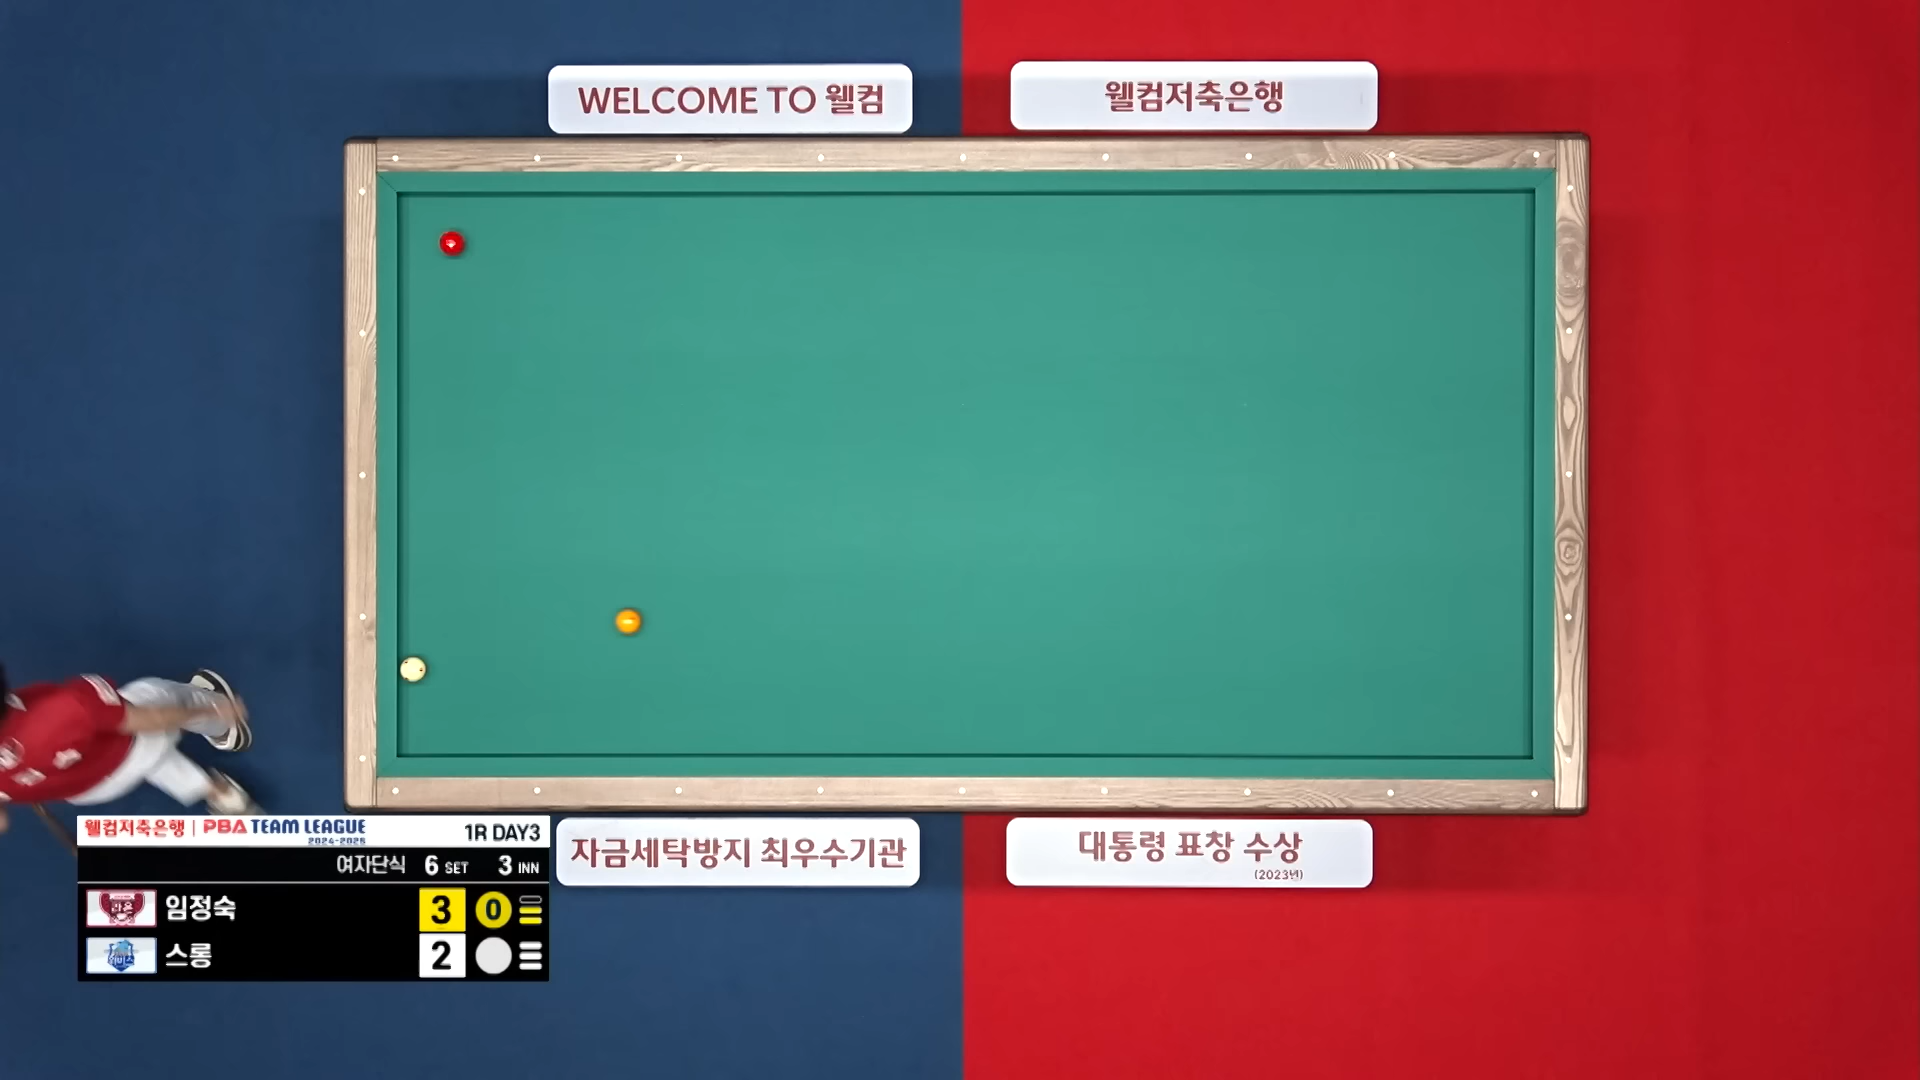 WELCOME TO 웰컴
웰컴저축은행
자금세탁방지 최우수기관
대통령 표창 수상
(2023년)
웰컴저축은행 | PBA TEAM LEAGUE
2024-2025
1R DAY3
여자단식 6 SET 3 INN
임정숙 3 0
스롱 2